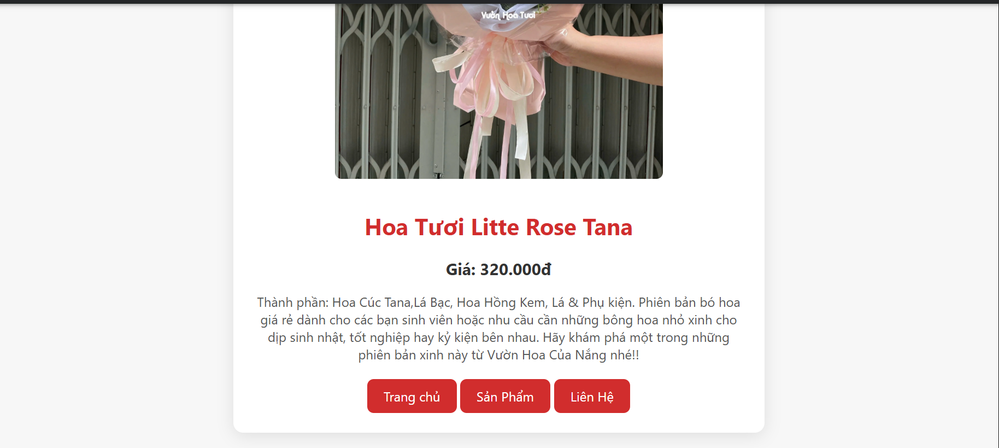 Vườn Hoa Tươi
Hoa Tươi Litte Rose Tana
Giá: 320.000đ
Thành phần: Hoa Cúc Tana,Lá Bạc, Hoa Hồng Kem, Lá & Phụ kiện. Phiên bản bó hoa
giá rẻ dành cho các bạn sinh viên hoặc nhu cầu cần những bông hoa nhỏ xinh cho
dịp sinh nhật, tốt nghiệp hay kỷ kiện bên nhau. Hãy khám phá một trong những
phiên bản xinh này từ Vườn Hoa Của Nắng nhé!!
Trang chủ Sản Phẩm Liên Hệ